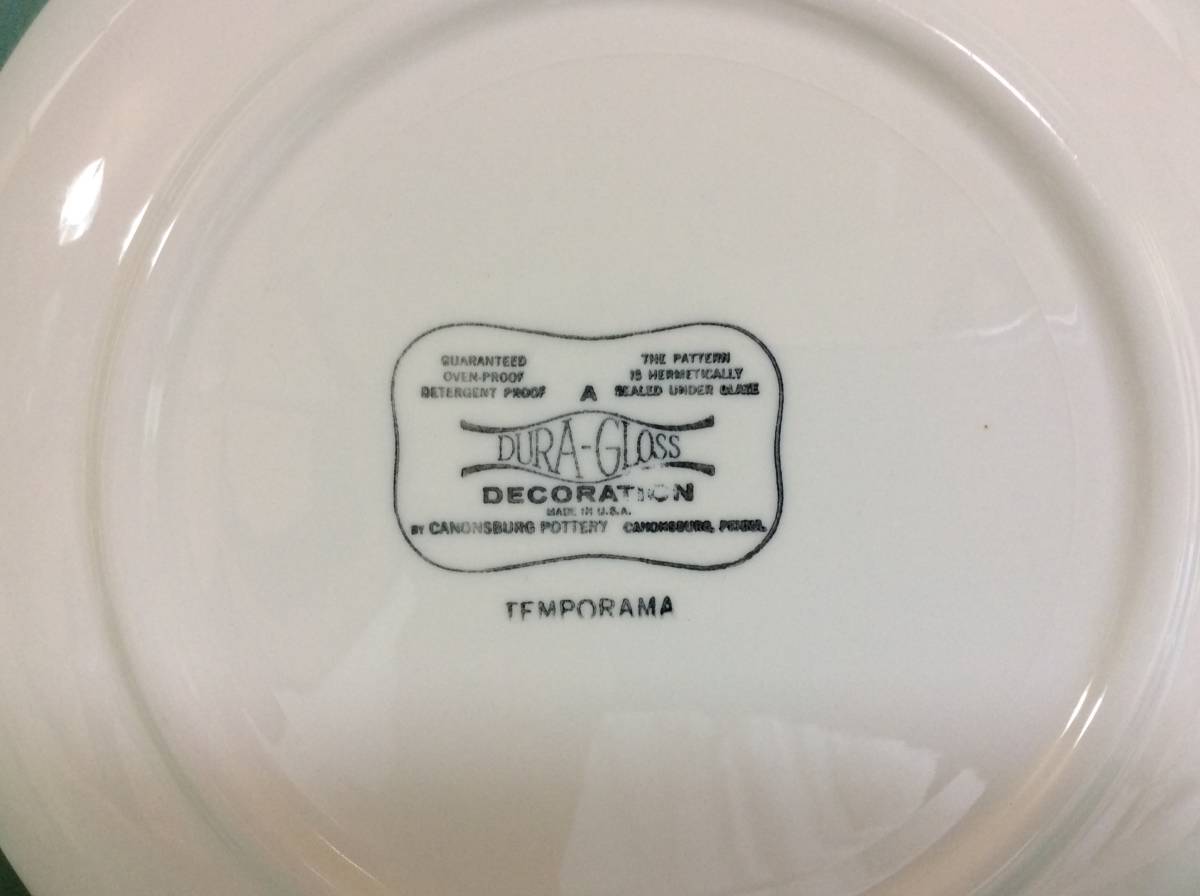 GUARANTEED
OVEN-PROOF
DETERGENT PROOF
THE PATTERN
IS HERMETICALLY
SEALED UNDER GLAZE
A
DURA-GLOSS
DECORATION
MADE IN U.S.A.
BY CANONSBURG POTTERY CANONSBURG, PENNA.
TEMPORAMA